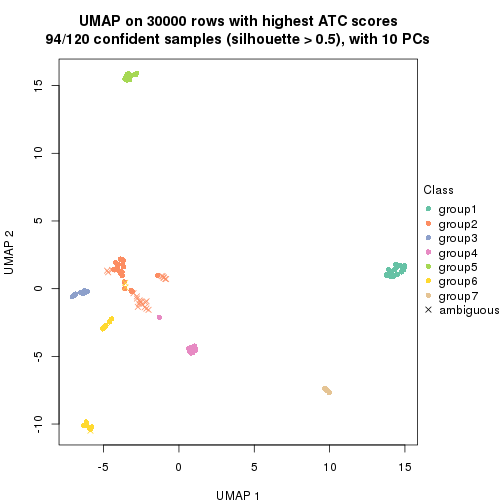 UMAP on 30000 rows with highest ATC scores
94/120 confident samples (silhouette > 0.5), with 10 PCs
15
10
5
0
-5
-10
UMAP 2
-5
0
5
10
15
UMAP 1
Class
group1
group2
group3
group4
group5
group6
group7
ambiguous